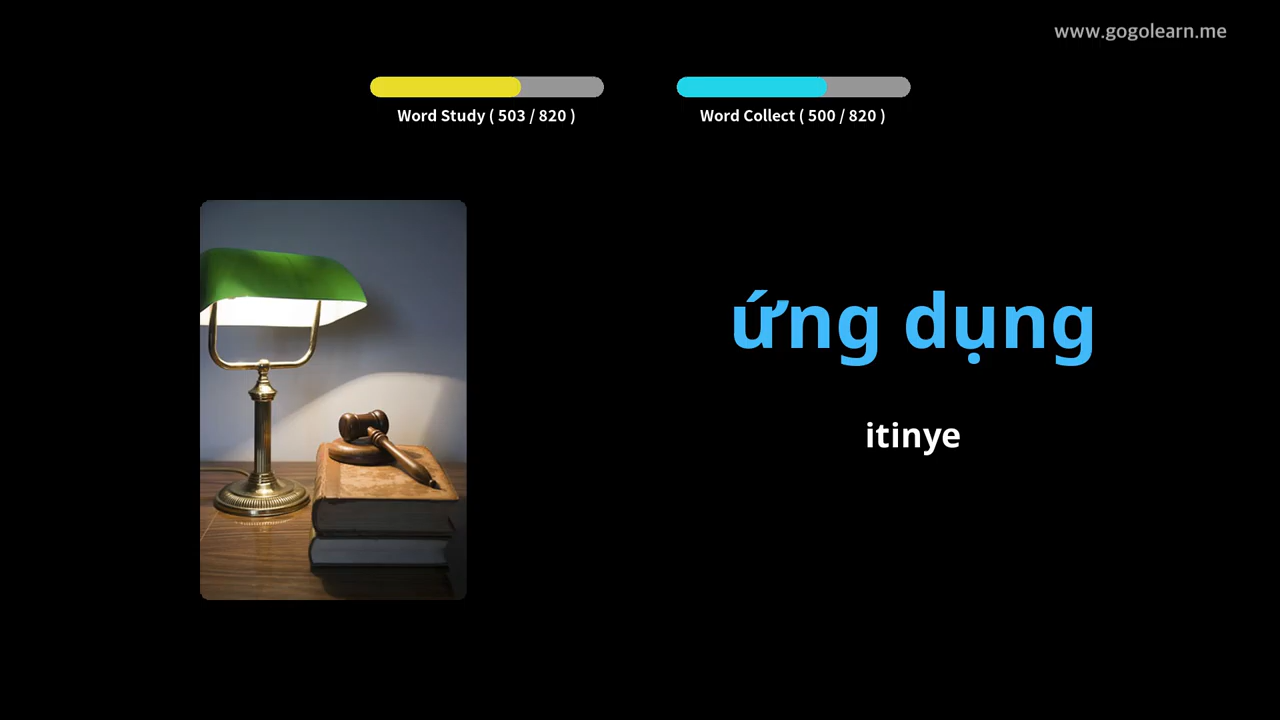 www.gogolearn.me
Word Study ( 503 / 820 )
Word Collect ( 500 / 820 )
ứng dụng
itinye